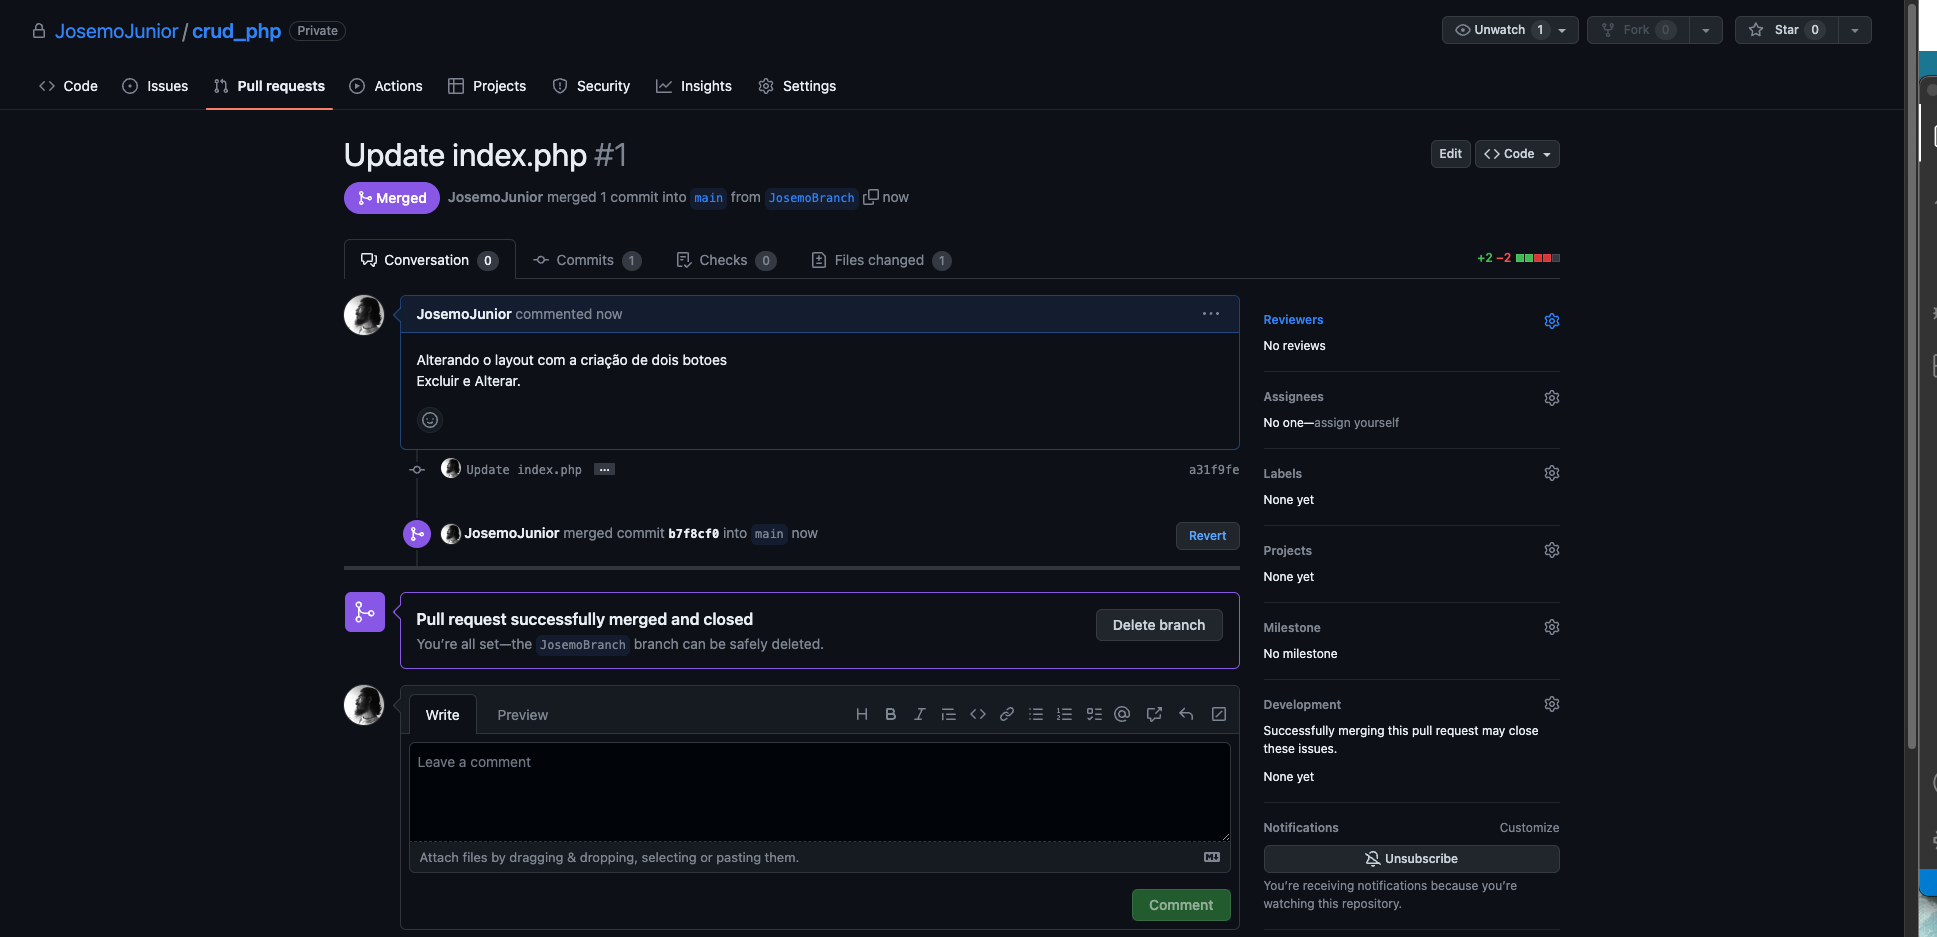 JosemoJunior / crud_php Private
Unwatch 1
Fork 0
Star 0
Code
Issues
Pull requests
Actions
Projects
Security
Insights
Settings
Update index.php #1
Edit
Code
Merged JosemoJunior merged 1 commit into main from JosemoBranch now
Conversation 0
Commits 1
Checks 0
Files changed 1
+2 −2
JosemoJunior commented now
Alterando o layout com a criação de dois botoes
Excluir e Alterar.
Update index.php ... a31f9fe
JosemoJunior merged commit b7f8cf0 into main now
Revert
Pull request successfully merged and closed
You're all set—the JosemoBranch branch can be safely deleted.
Delete branch
Write
Preview
Leave a comment
Attach files by dragging & dropping, selecting or pasting them.
Comment
Reviewers
No reviews
Assignees
No one—assign yourself
Labels
None yet
Projects
None yet
Milestone
No milestone
Development
Successfully merging this pull request may close
these issues.
None yet
Notifications
Customize
Unsubscribe
You're receiving notifications because you're
watching this repository.